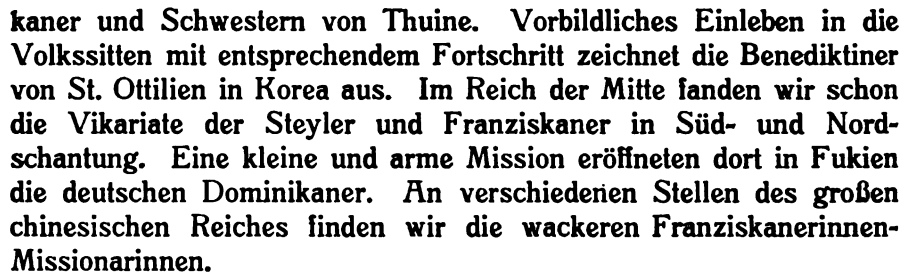 kaner und Schwestern von Thuine. Vorbildliches Einleben in die
Volkssitten mit entsprechendem Fortschritt zeichnet die Benediktiner
von St. Ottilien in Korea aus. Im Reich der Mitte fanden wir schon
die Vikariate der Steyler und Franziskaner in Süd- und Nord-
schantung. Eine kleine und arme Mission eröffneten dort in Fukien
die deutschen Dominikaner. An verschiedenen Stellen des großen
chinesischen Reiches finden wir die wackeren Franziskanerinnen-
Missionarinnen.